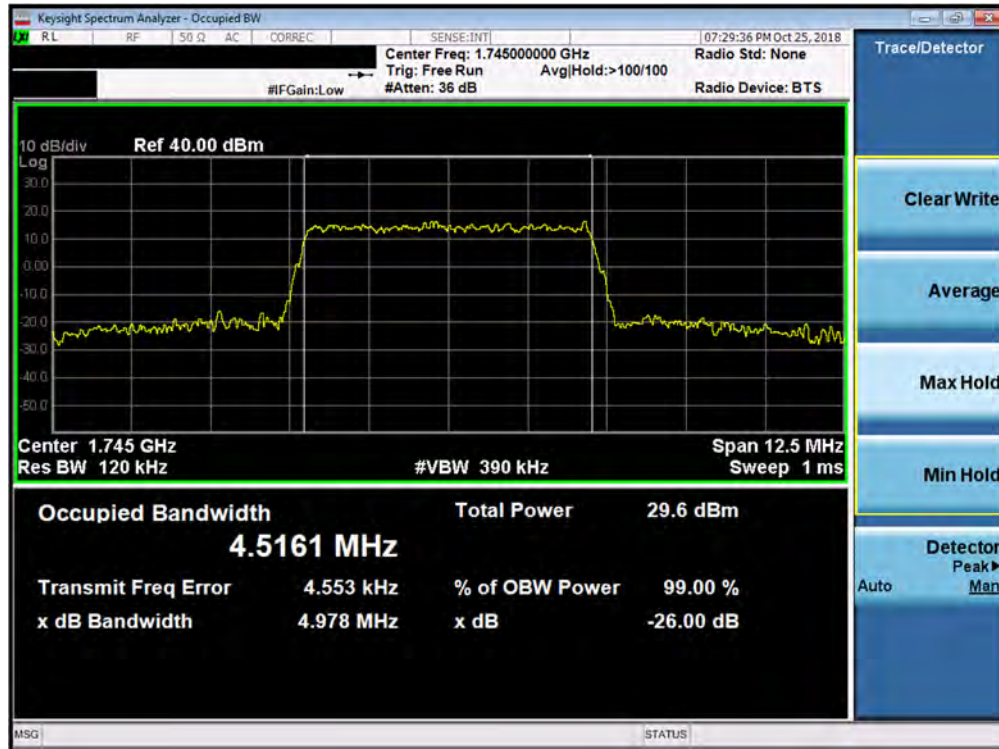 Keysight Spectrum Analyzer - Occupied BW
LXI RL RF 50 Ω AC CORREC SENSE:INT 07:29:36 PM Oct 25, 2018
Center Freq: 1.745000000 GHz Radio Std: None
Trig: Free Run Avg|Hold:>100/100
#IFGain:Low #Atten: 36 dB Radio Device: BTS
10 dB/div Ref 40.00 dBm
Log
30.0
20.0
10.0
0.00
-10.0
-20.0
-30.0
-40.0
-50.0
Center 1.745 GHz Span 12.5 MHz
Res BW 120 kHz #VBW 390 kHz Sweep 1 ms
Occupied Bandwidth Total Power 29.6 dBm
4.5161 MHz
Transmit Freq Error 4.553 kHz % of OBW Power 99.00 %
x dB Bandwidth 4.978 MHz x dB -26.00 dB
MSG STATUS
Trace/Detector
Clear Write
Average
Max Hold
Min Hold
Detector
Peak
Auto Man